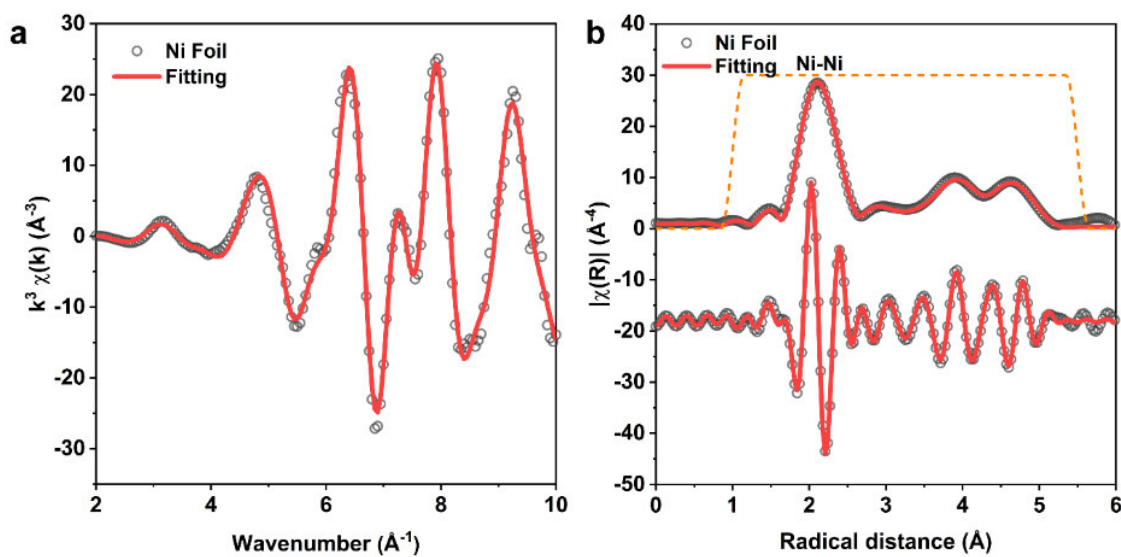 a
Ni Foil
Fitting
30
20
10
0
-10
-20
-30
k³ χ(k) (Å⁻³)
2
4
6
8
10
Wavenumber (Å⁻¹)
b
Ni Foil
Fitting
Ni-Ni
40
30
20
10
0
-10
-20
-30
-40
-50
|χ(R)| (Å⁻⁴)
0
1
2
3
4
5
6
Radical distance (Å)